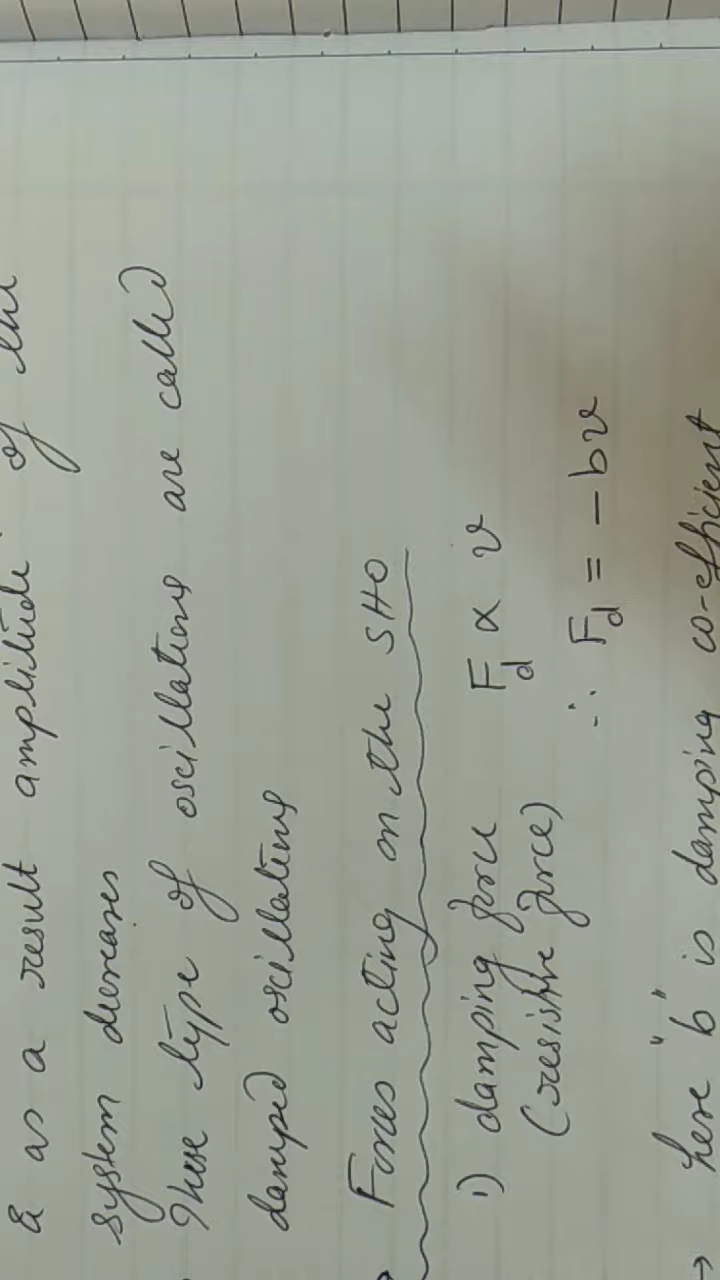 & as a result amplitude of the
system decreases
These type of oscillations are called
damped oscillations
→ Forces acting on the SHO
1) damping force F_d ∝ v
(resistive force)
∴ F_d = - bv
→ here "b" is damping co-efficient